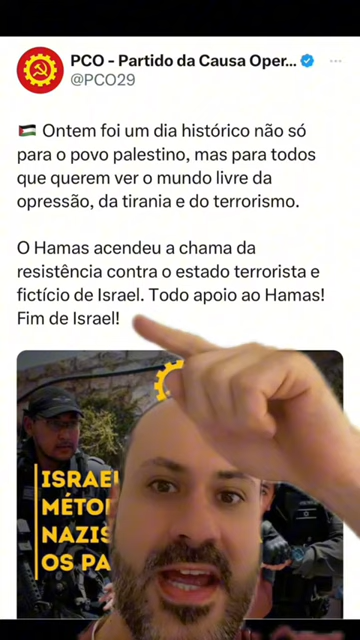 PCO - Partido da Causa Oper...
@PCO29
🇵🇸 Ontem foi um dia histórico não só
para o povo palestino, mas para todos
que querem ver o mundo livre da
opressão, da tirania e do terrorismo.
O Hamas acendeu a chama da
resistência contra o estado terrorista e
fictício de Israel. Todo apoio ao Hamas!
Fim de Israel!
ISRAEL
MÉTO
NAZIS
OS PA